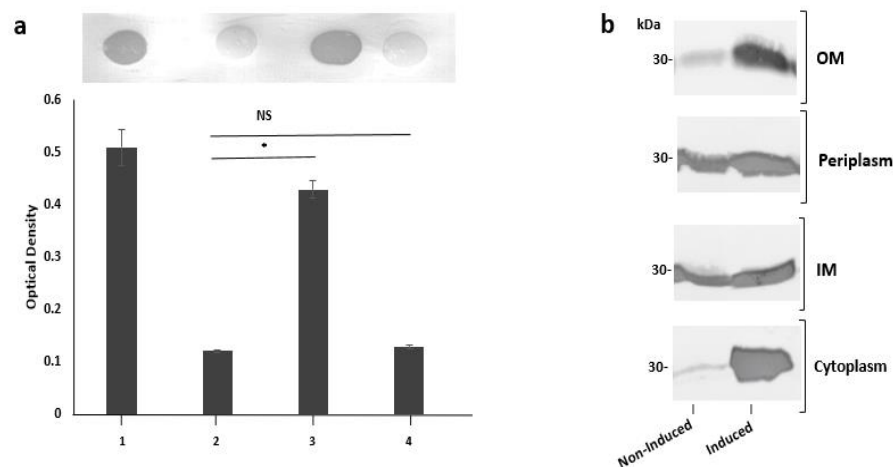 a
NS
*
0.6
0.5
0.4
0.3
0.2
0.1
0
Optical Density
1 2 3 4
b
kDa
30-
OM
30-
Periplasm
30-
IM
30-
Cytoplasm
Non-Induced
Induced